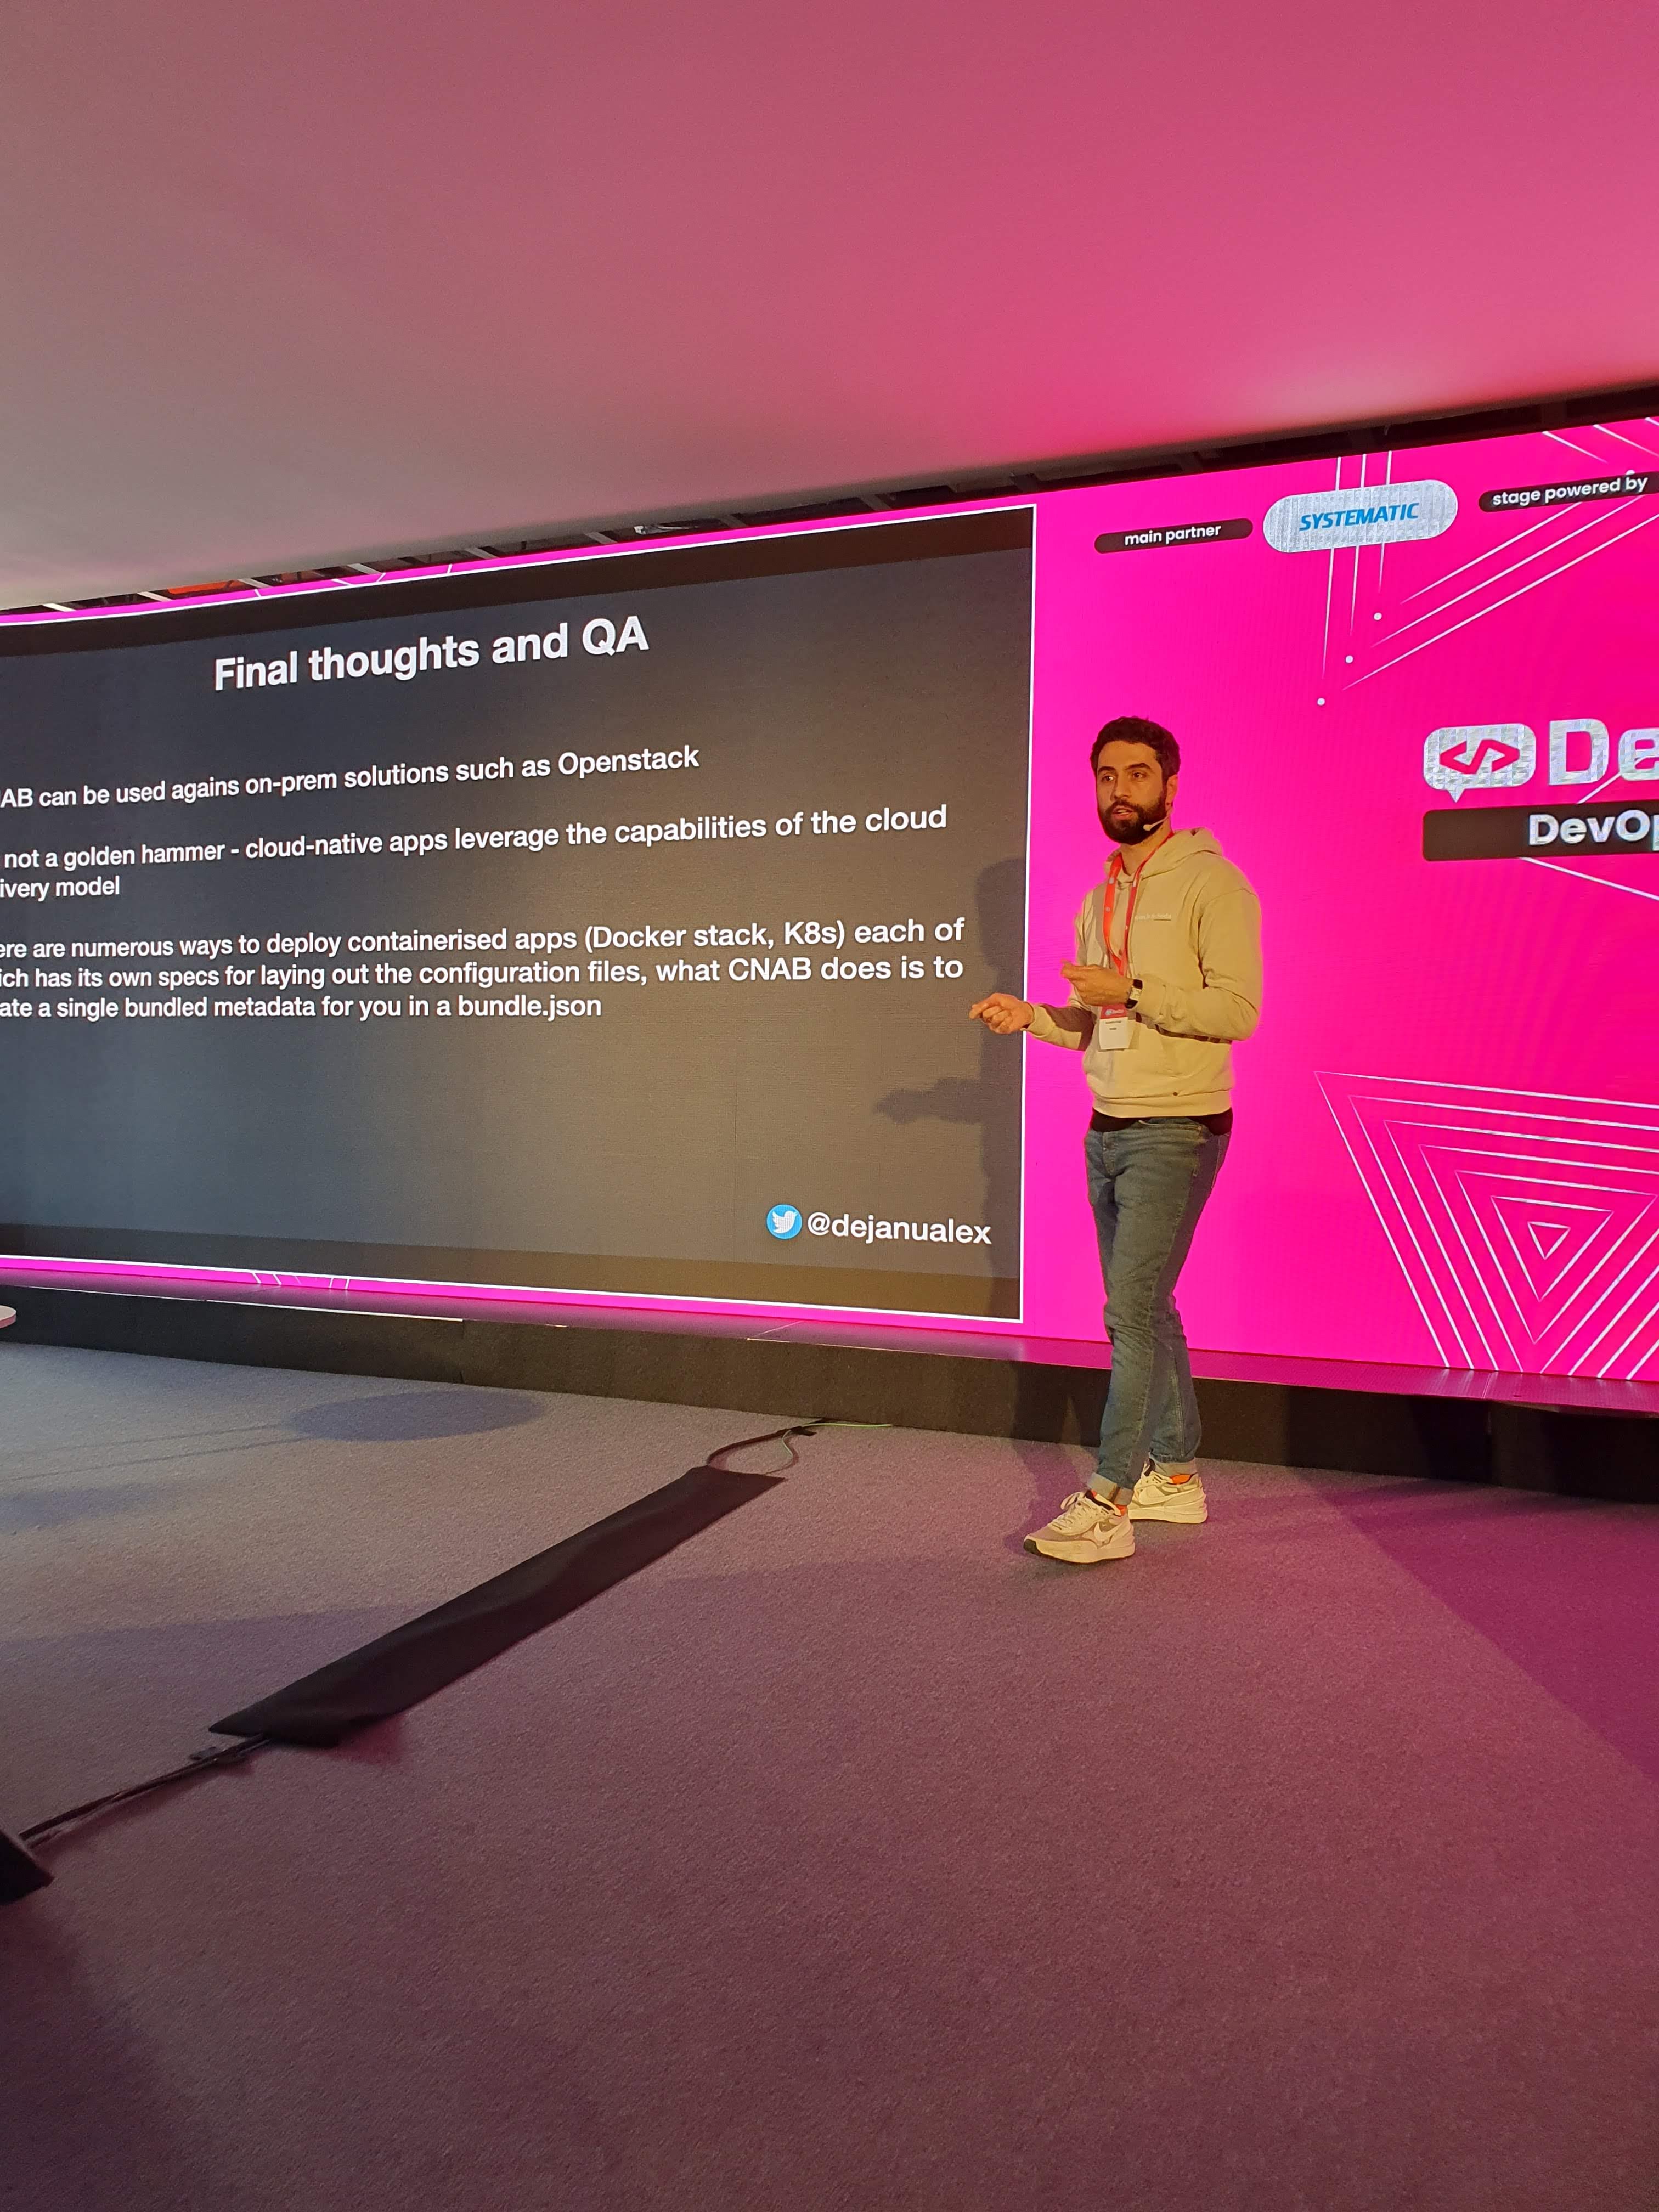 Final thoughts and QA
AB can be used agains on-prem solutions such as Openstack
not a golden hammer - cloud-native apps leverage the capabilities of the cloud
ivery model
ere are numerous ways to deploy containerised apps (Docker stack, K8s) each of
ich has its own specs for laying out the configuration files, what CNAB does is to
ate a single bundled metadata for you in a bundle.json
@dejanualex
main partner
SYSTEMATIC
stage powered by
</> De
DevOp